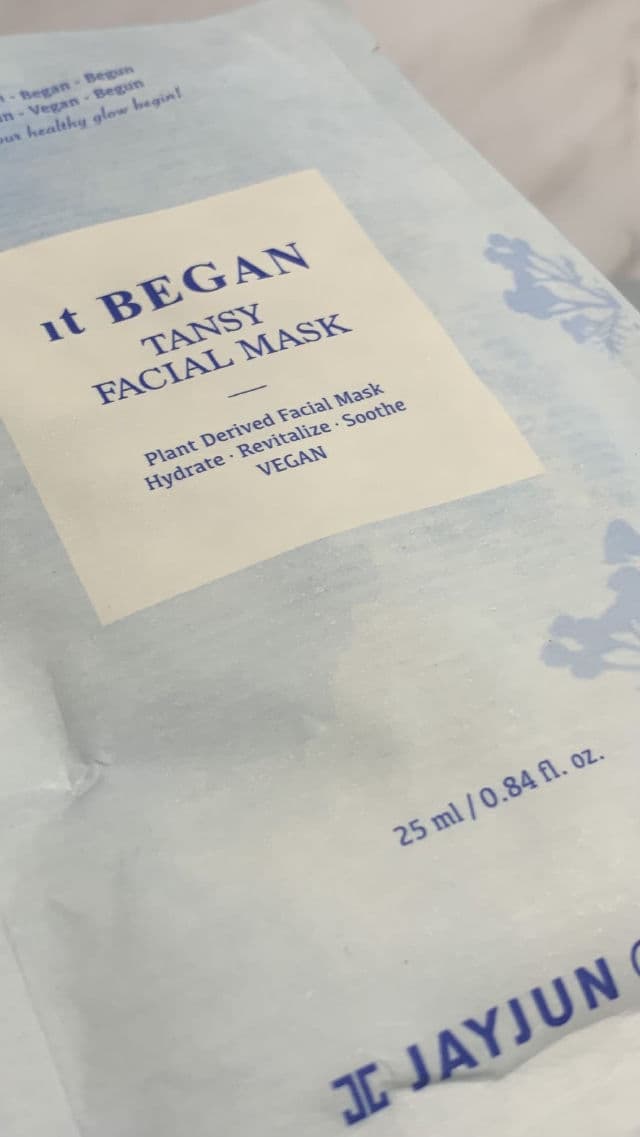 - Began - Begun
- Vegan - Begun
healthy glow begin!
ıt BEGAN
TANSY
FACIAL MASK
Plant Derived Facial Mask
Hydrate · Revitalize · Soothe
VEGAN
25 ml / 0.84 fl. oz.
JAYJUN